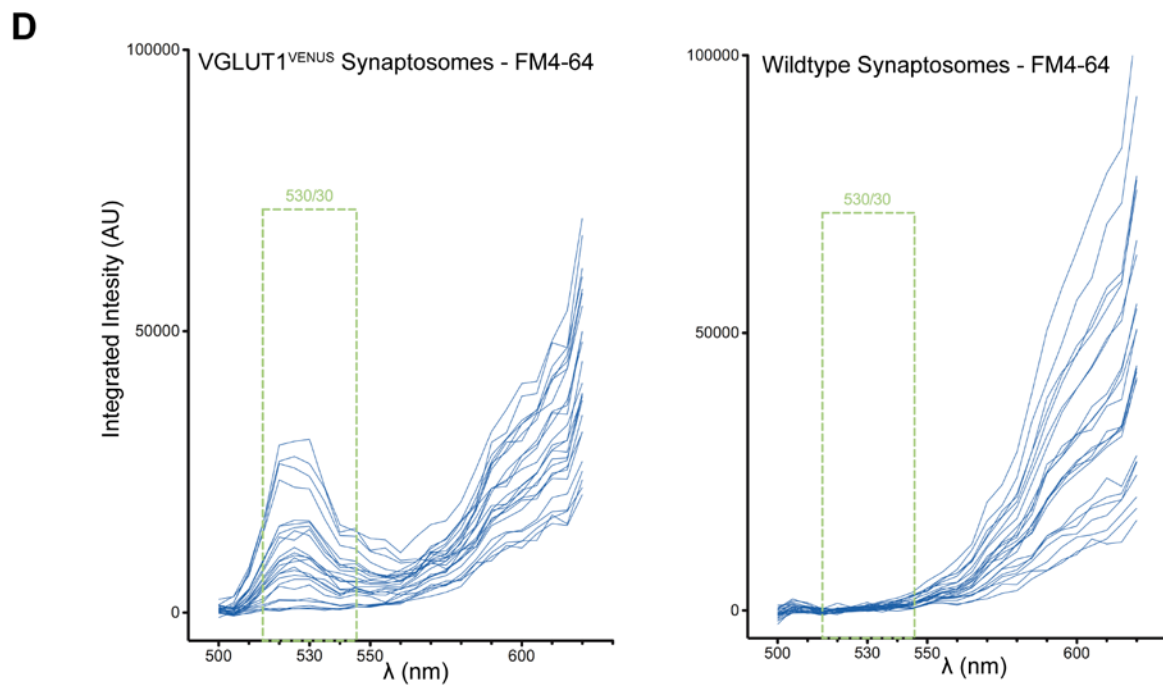 D
VGLUT1VENUS Synaptosomes - FM4-64
100000
530/30
50000
0
Integrated Intesity (AU)
500
530
550
600
λ (nm)
Wildtype Synaptosomes - FM4-64
100000
530/30
50000
0
500
530
550
600
λ (nm)